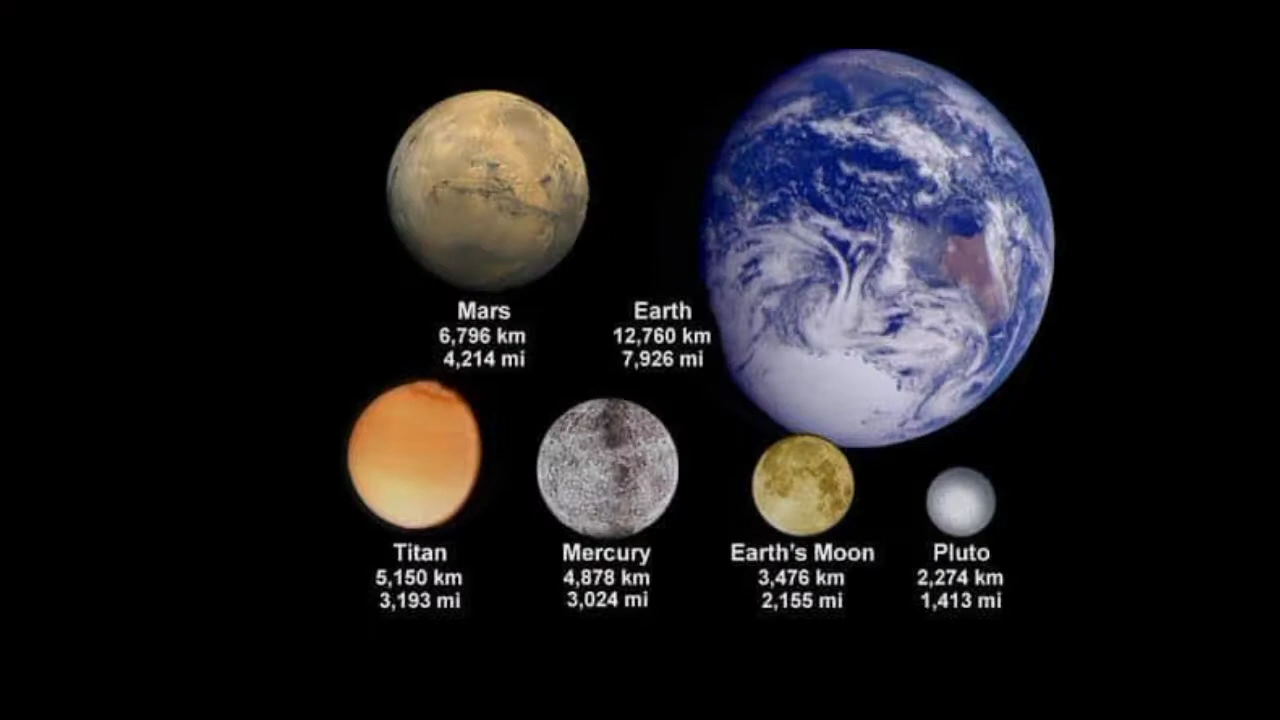 Mars
6,796 km
4,214 mi
Earth
12,760 km
7,926 mi
Titan
5,150 km
3,193 mi
Mercury
4,878 km
3,024 mi
Earth's Moon
3,476 km
2,155 mi
Pluto
2,274 km
1,413 mi